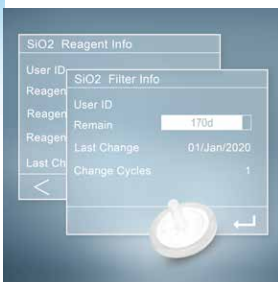 SiO2 Reagent Info
User ID
Reagen
Reagen
Reagen
Last Ch
SiO2 Filter Info
User ID
Remain 170d
Last Change 01/Jan/2020
Change Cycles 1